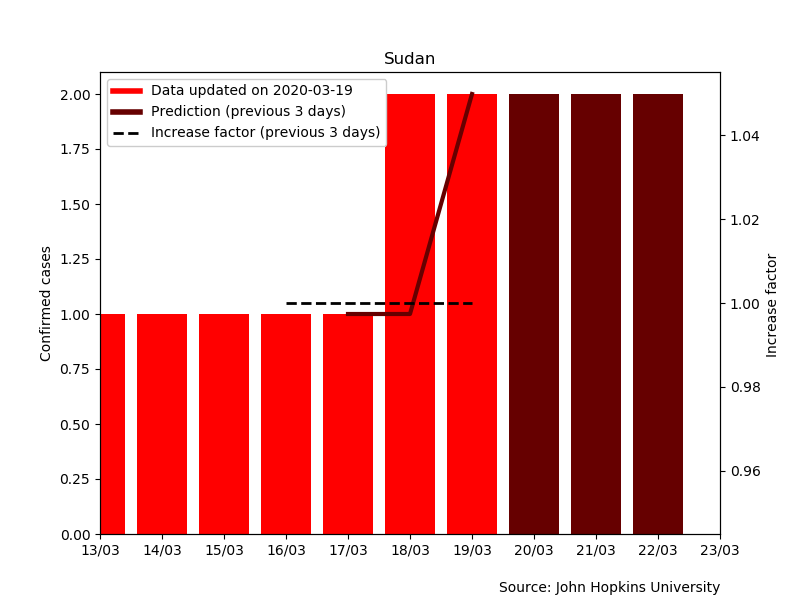 Sudan
Data updated on 2020-03-19
Prediction (previous 3 days)
Increase factor (previous 3 days)
Confirmed cases
2.00
1.75
1.50
1.25
1.00
0.75
0.50
0.25
0.00
1.04
1.02
1.00
0.98
0.96
Increase factor
13/03 14/03 15/03 16/03 17/03 18/03 19/03 20/03 21/03 22/03 23/03
Source: John Hopkins University